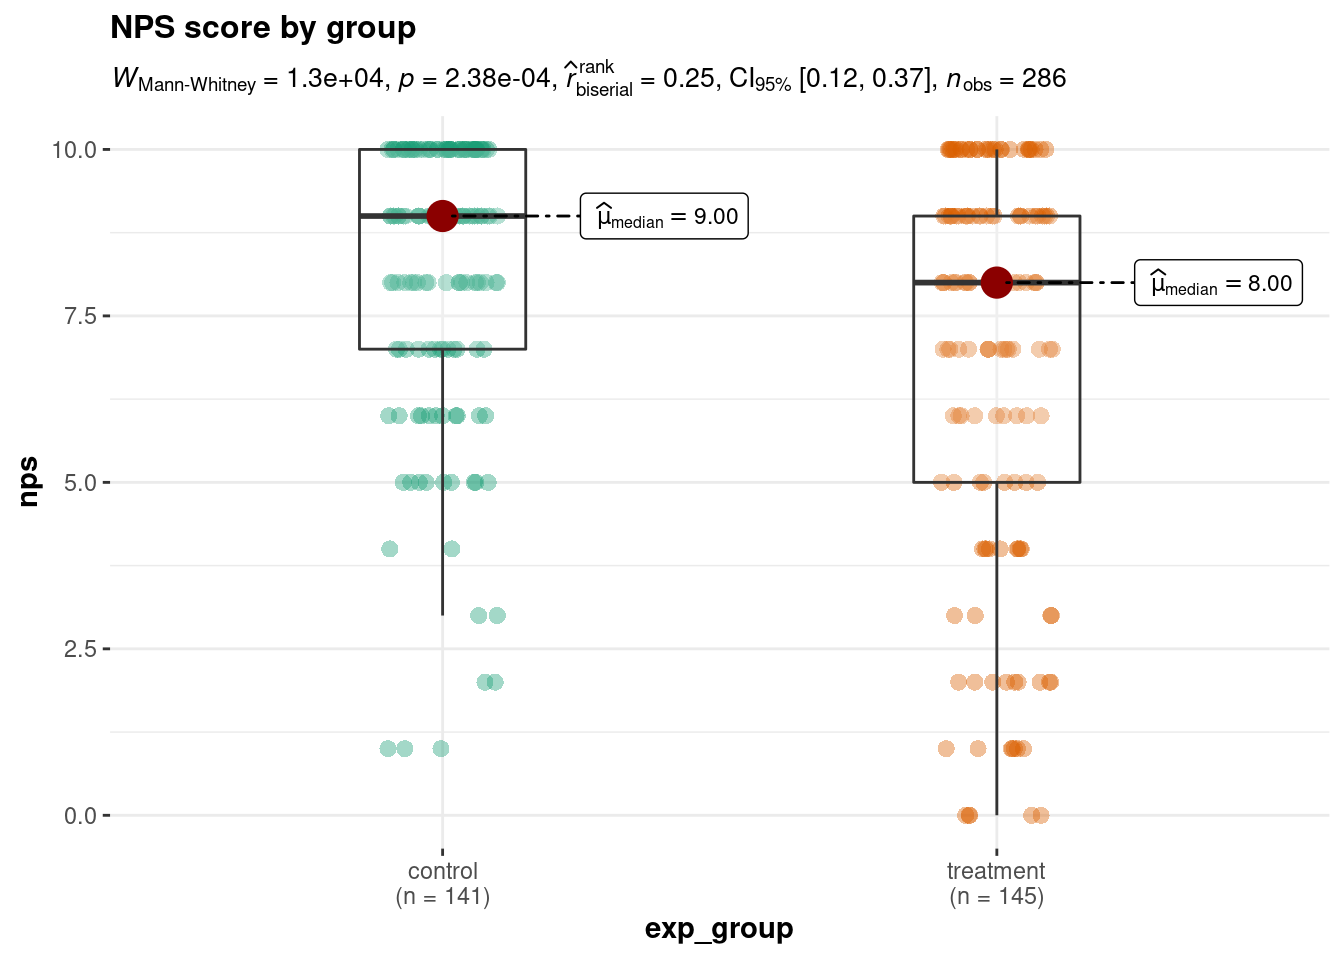 NPS score by group
W_Mann-Whitney = 1.3e+04, p = 2.38e-04, r̂^rank_biserial = 0.25, CI_95% [0.12, 0.37], n_obs = 286
10.0
7.5
5.0
2.5
0.0
nps
μ̂_median = 9.00
μ̂_median = 8.00
control
(n = 141)
treatment
(n = 145)
exp_group